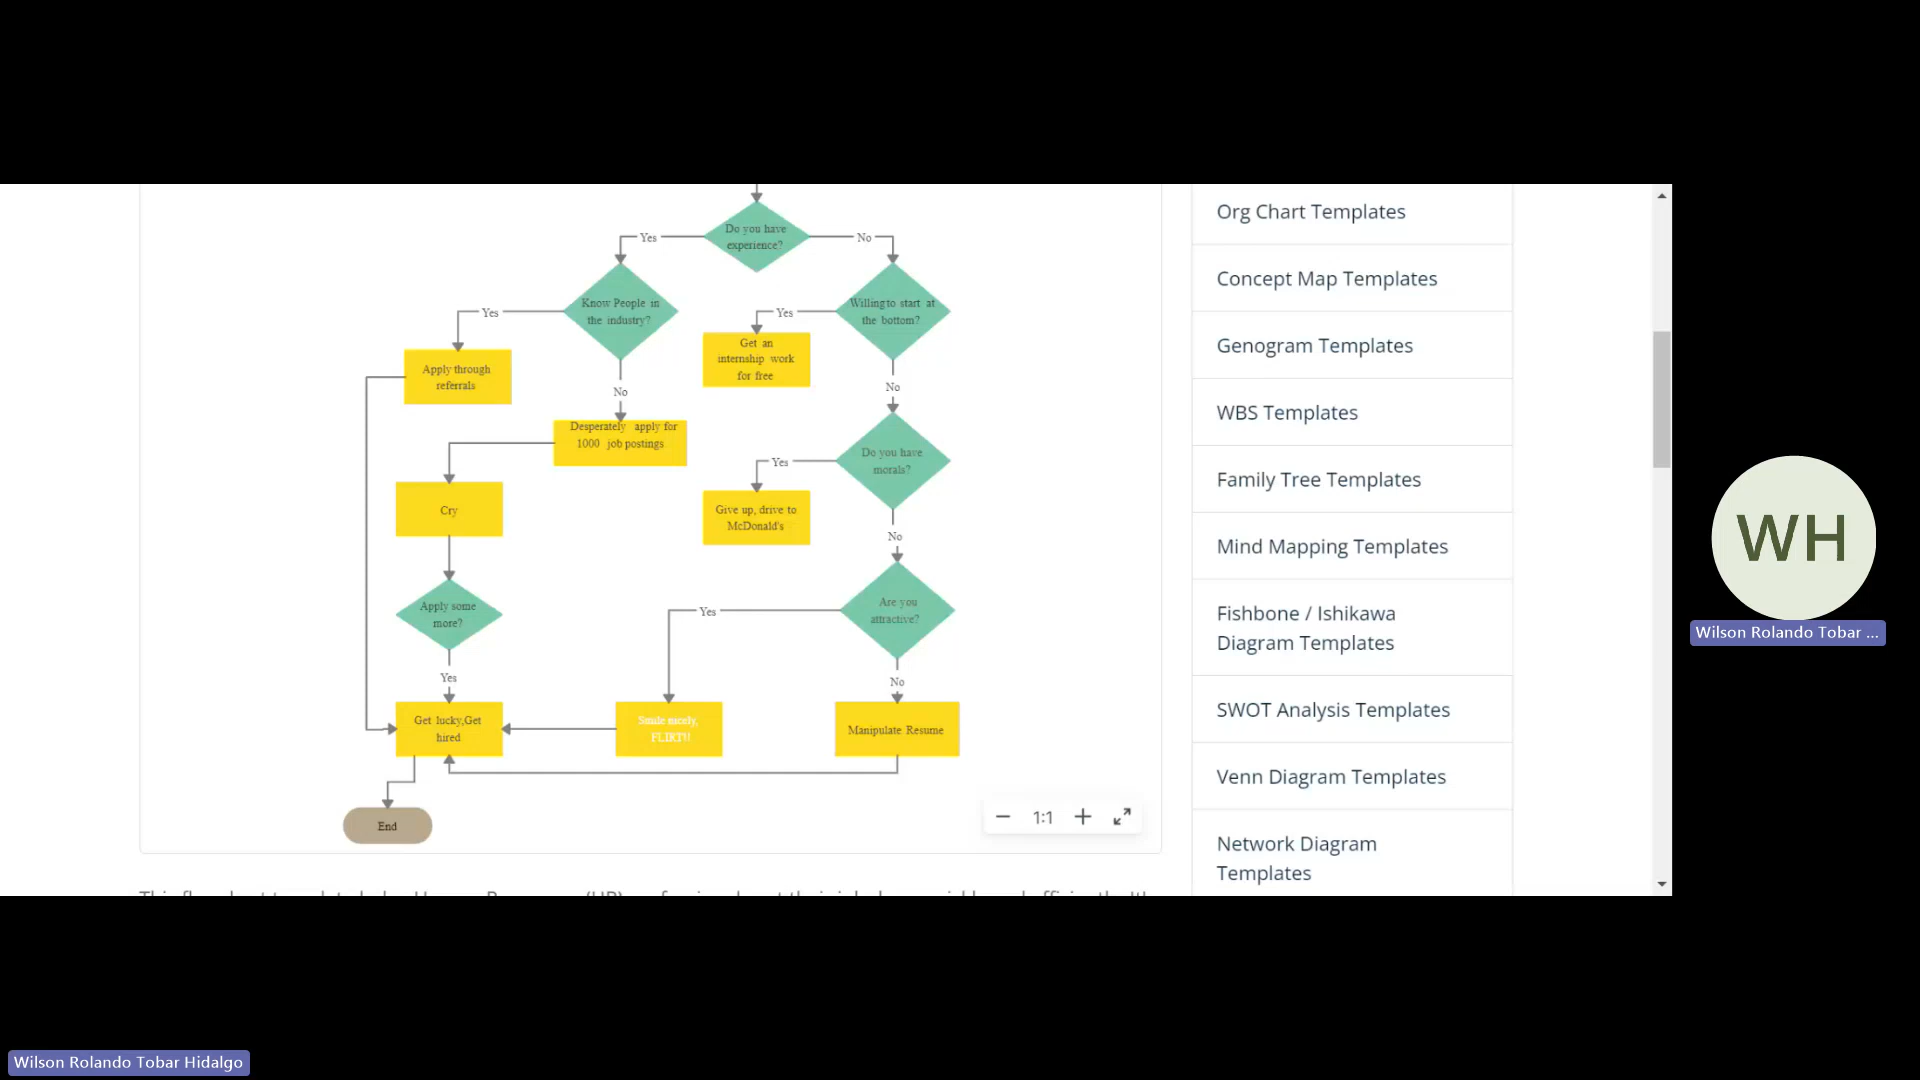 Do you have
experience?
Yes
No
Know People in
the industry?
Willing to start at
the bottom?
Yes
Yes
Get an
internship work
for free
Apply through
referrals
No
No
Desperately apply for
1000 job postings
Do you have
morals?
Yes
Cry
Give up, drive to
McDonald's
No
Apply some
more?
Are you
attractive?
Yes
Yes
No
Get lucky,Get
hired
Smile nicely,
FLIRT!!
Manipulate Resume
End
1:1
Org Chart Templates
Concept Map Templates
Genogram Templates
WBS Templates
Family Tree Templates
Mind Mapping Templates
Fishbone / Ishikawa
Diagram Templates
SWOT Analysis Templates
Venn Diagram Templates
Network Diagram
Templates
WH
Wilson Rolando Tobar ...
Wilson Rolando Tobar Hidalgo